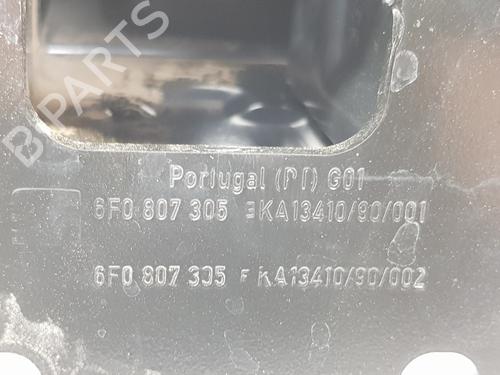 B-PARTS
Portugal (PT) G01
6F0 807 305 E KA13410/90/001
6F0 807 305 F KA13410/90/002